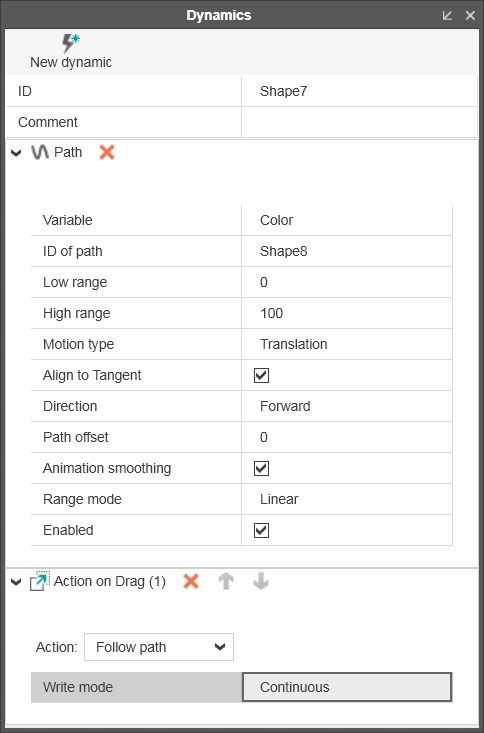 Dynamics
New dynamic
ID Shape7
Comment
Path
Variable Color
ID of path Shape8
Low range 0
High range 100
Motion type Translation
Align to Tangent
Direction Forward
Path offset 0
Animation smoothing
Range mode Linear
Enabled
Action on Drag (1)
Action: Follow path
Write mode Continuous